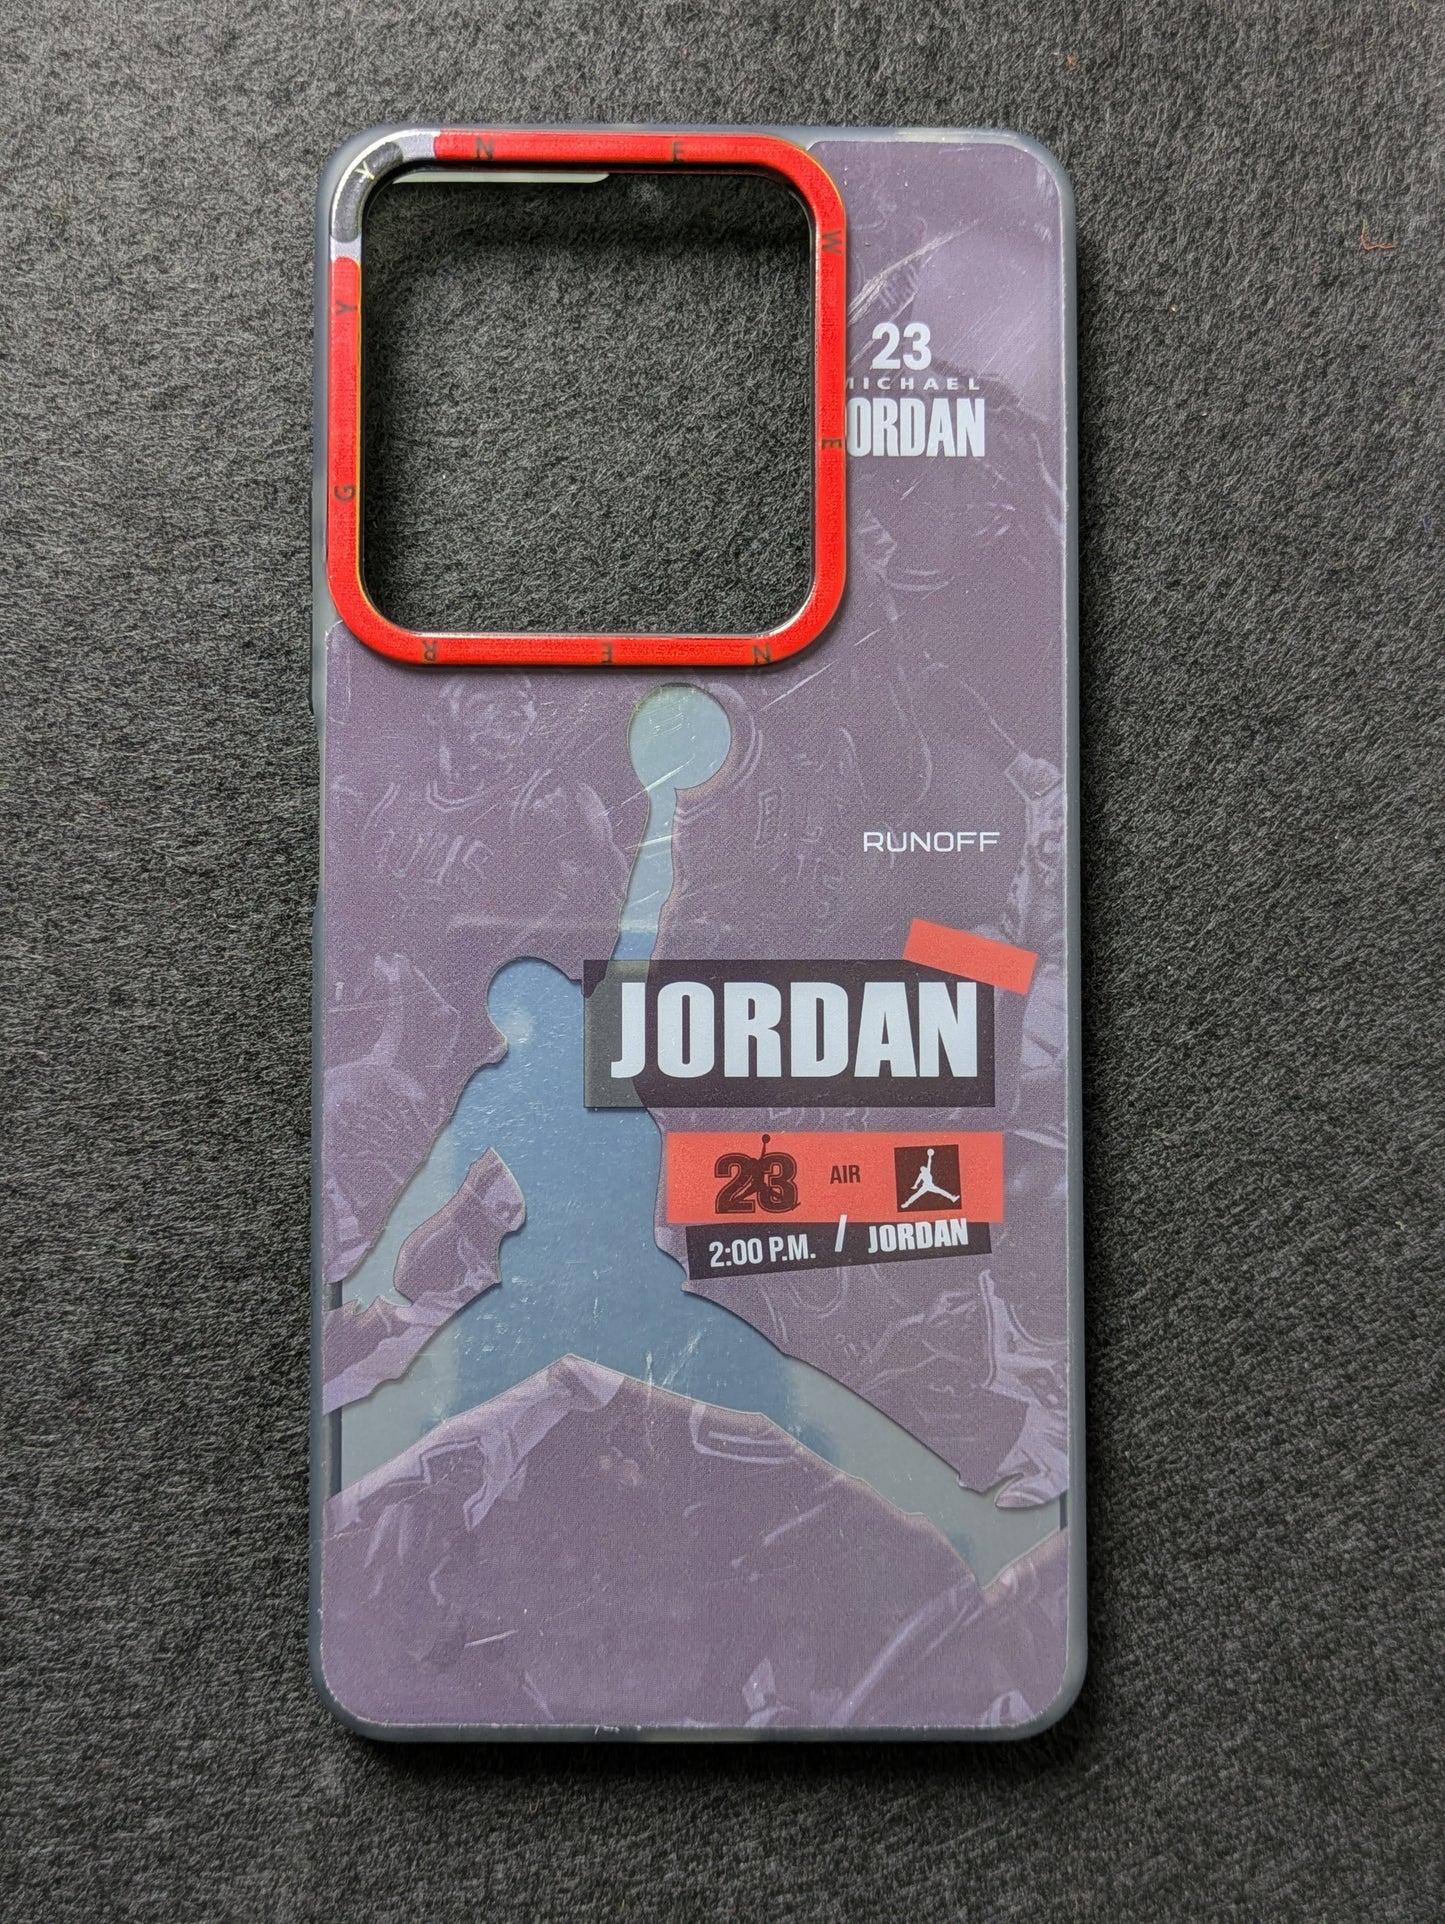 N E W E N E R G Y
23
MICHAEL
JORDAN
RUNOFF
JORDAN
23 AIR
2:00 P.M. / JORDAN